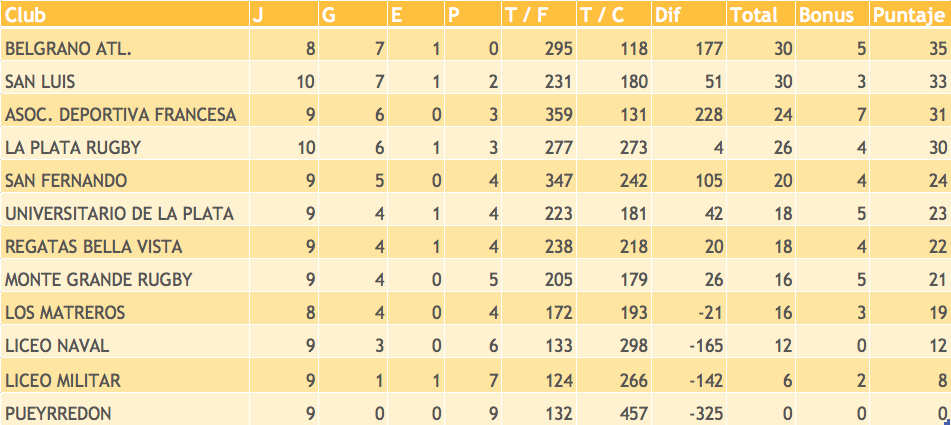 Club J G E P T / F T / C Dif Total Bonus Puntaje
BELGRANO ATL. 8 7 1 0 295 118 177 30 5 35
SAN LUIS 10 7 1 2 231 180 51 30 3 33
ASOC. DEPORTIVA FRANCESA 9 6 0 3 359 131 228 24 7 31
LA PLATA RUGBY 10 6 1 3 277 273 4 26 4 30
SAN FERNANDO 9 5 0 4 347 242 105 20 4 24
UNIVERSITARIO DE LA PLATA 9 4 1 4 223 181 42 18 5 23
REGATAS BELLA VISTA 9 4 1 4 238 218 20 18 4 22
MONTE GRANDE RUGBY 9 4 0 5 205 179 26 16 5 21
LOS MATREROS 8 4 0 4 172 193 -21 16 3 19
LICEO NAVAL 9 3 0 6 133 298 -165 12 0 12
LICEO MILITAR 9 1 1 7 124 266 -142 6 2 8
PUEYRREDON 9 0 0 9 132 457 -325 0 0 0